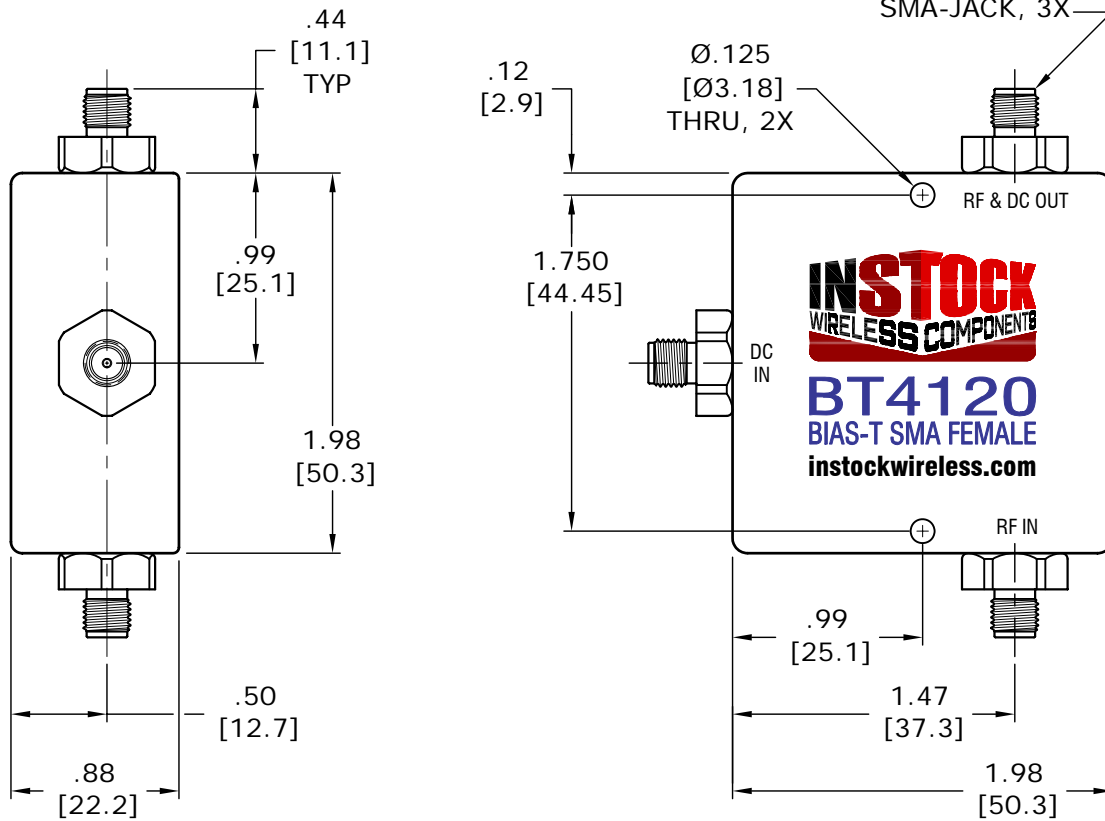 SMA-JACK, 3X
.44
[11.1]
TYP
.12
[2.9]
Ø.125
[Ø3.18]
THRU, 2X
RF & DC OUT
.99
[25.1]
1.750
[44.45]
INSTOCK
WIRELESS COMPONENTS
DC
IN
BT4120
BIAS-T SMA FEMALE
instockwireless.com
1.98
[50.3]
RF IN
.99
[25.1]
.50
[12.7]
1.47
[37.3]
.88
[22.2]
1.98
[50.3]